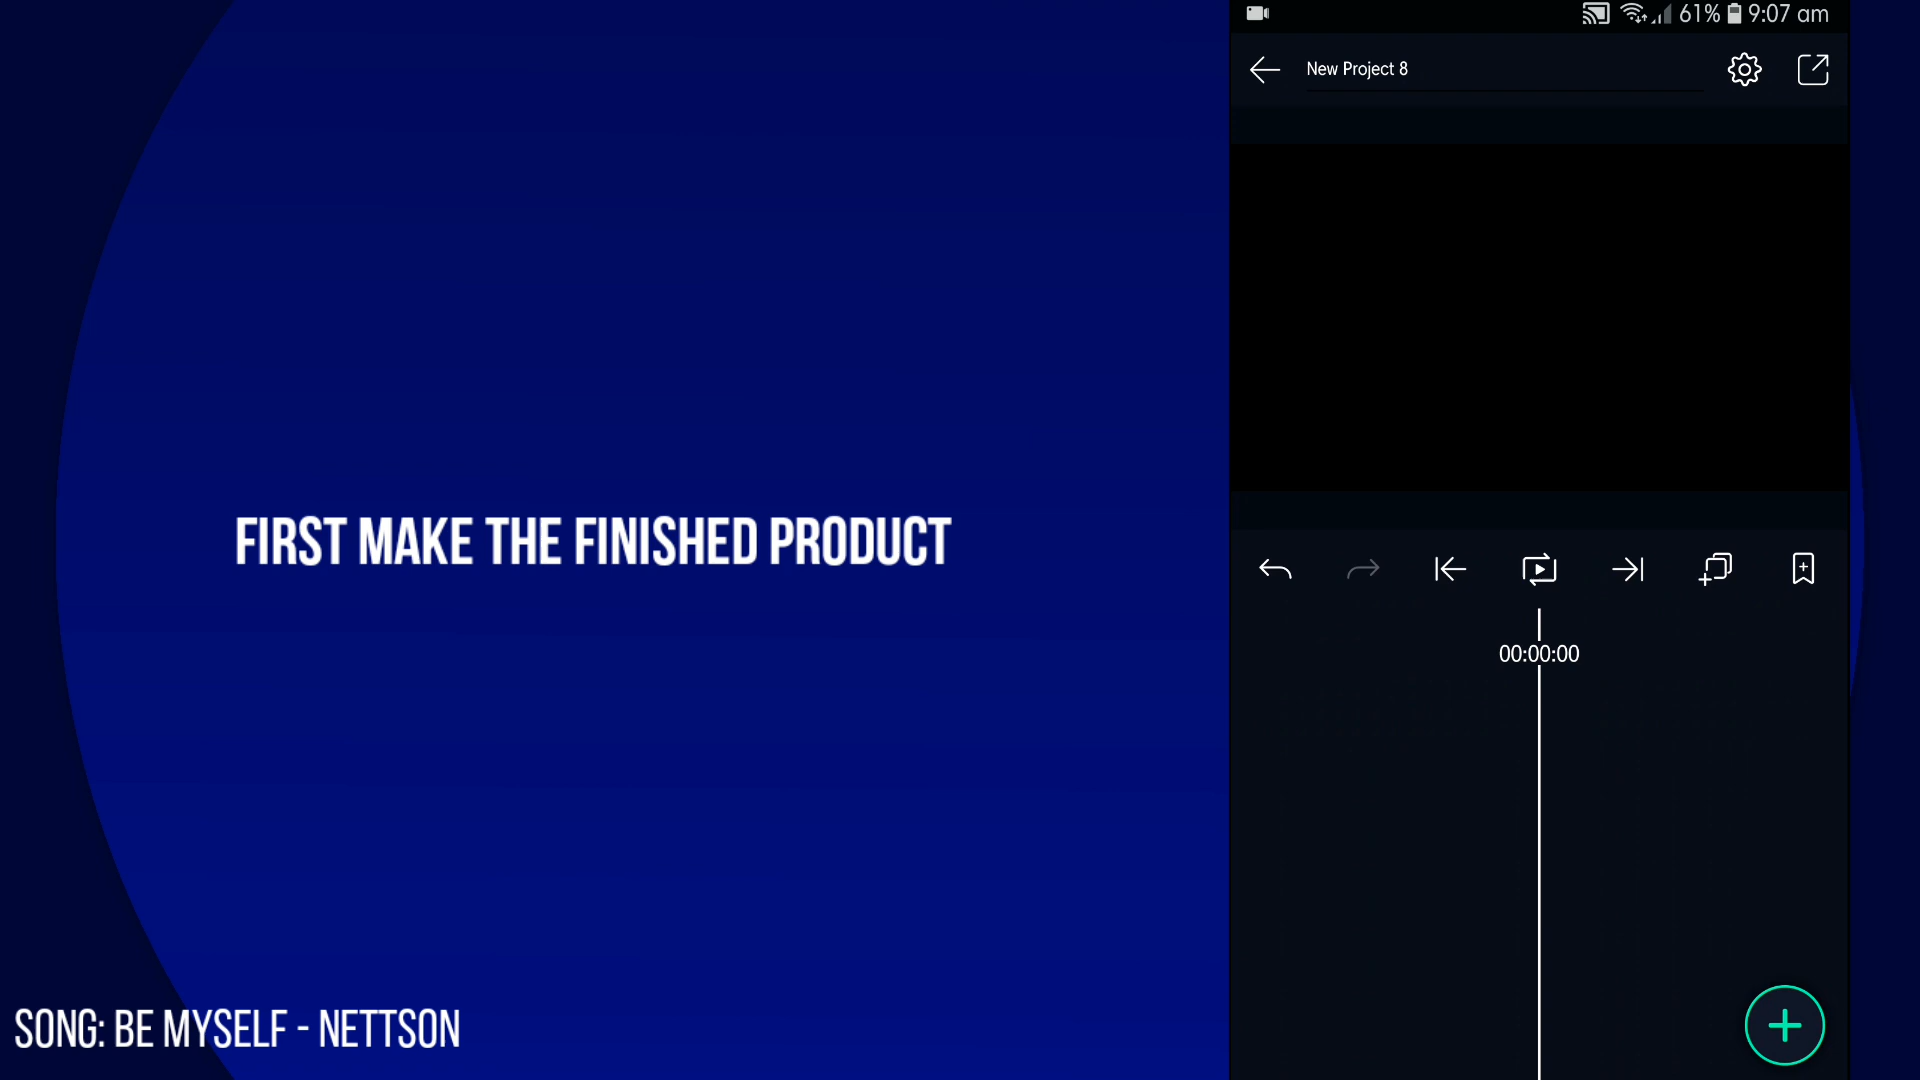 61% 9:07 am
New Project 8
FIRST MAKE THE FINISHED PRODUCT
00:00:00
SONG: BE MYSELF - NETTSON